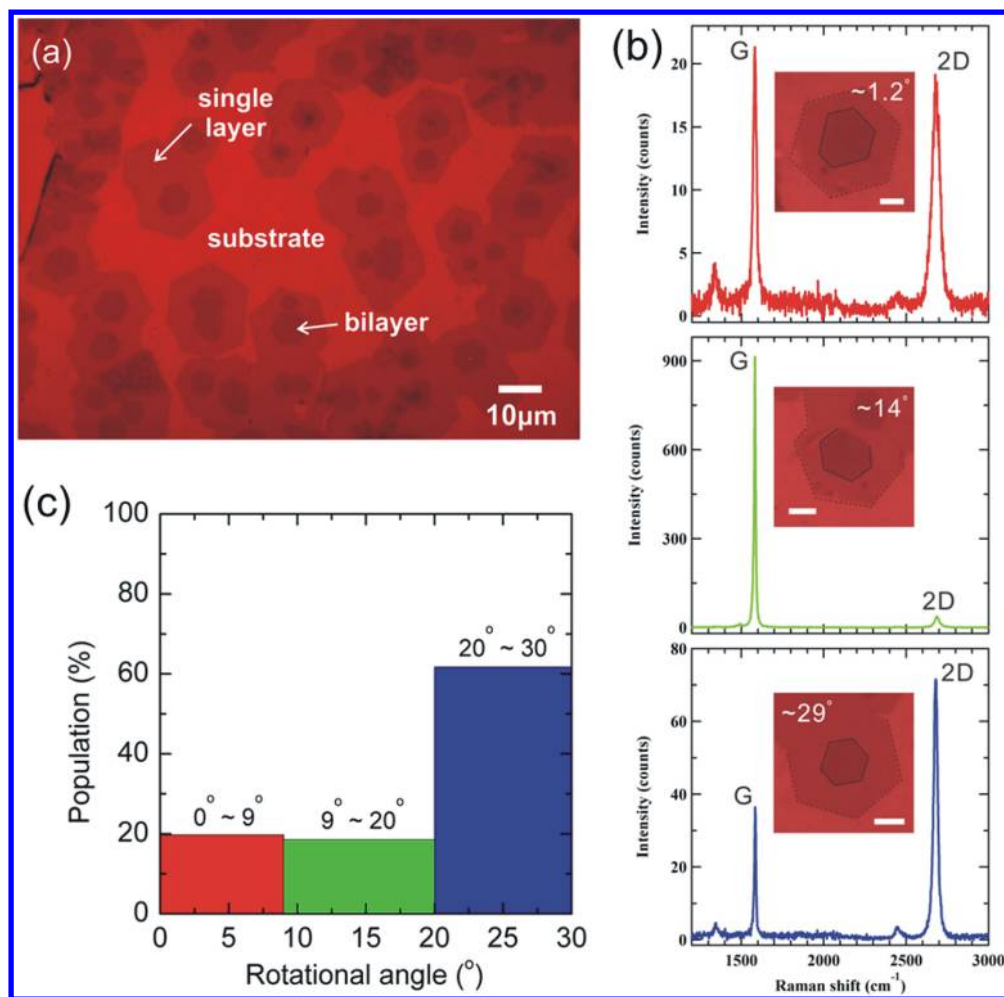 (a)
single
layer
substrate
bilayer
10μm
(b)
G
2D
~1.2°
20
15
10
5
0
Intensity (counts)
G
2D
~14°
900
600
300
0
Intensity (counts)
G
2D
~29°
80
60
40
20
0
Intensity (counts)
1500 2000 2500 3000
Raman shift (cm-1)
(c)
100
80
60
40
20
0
Population (%)
0° ~ 9°
9° ~ 20°
20° ~ 30°
0 5 10 15 20 25 30
Rotational angle (°)